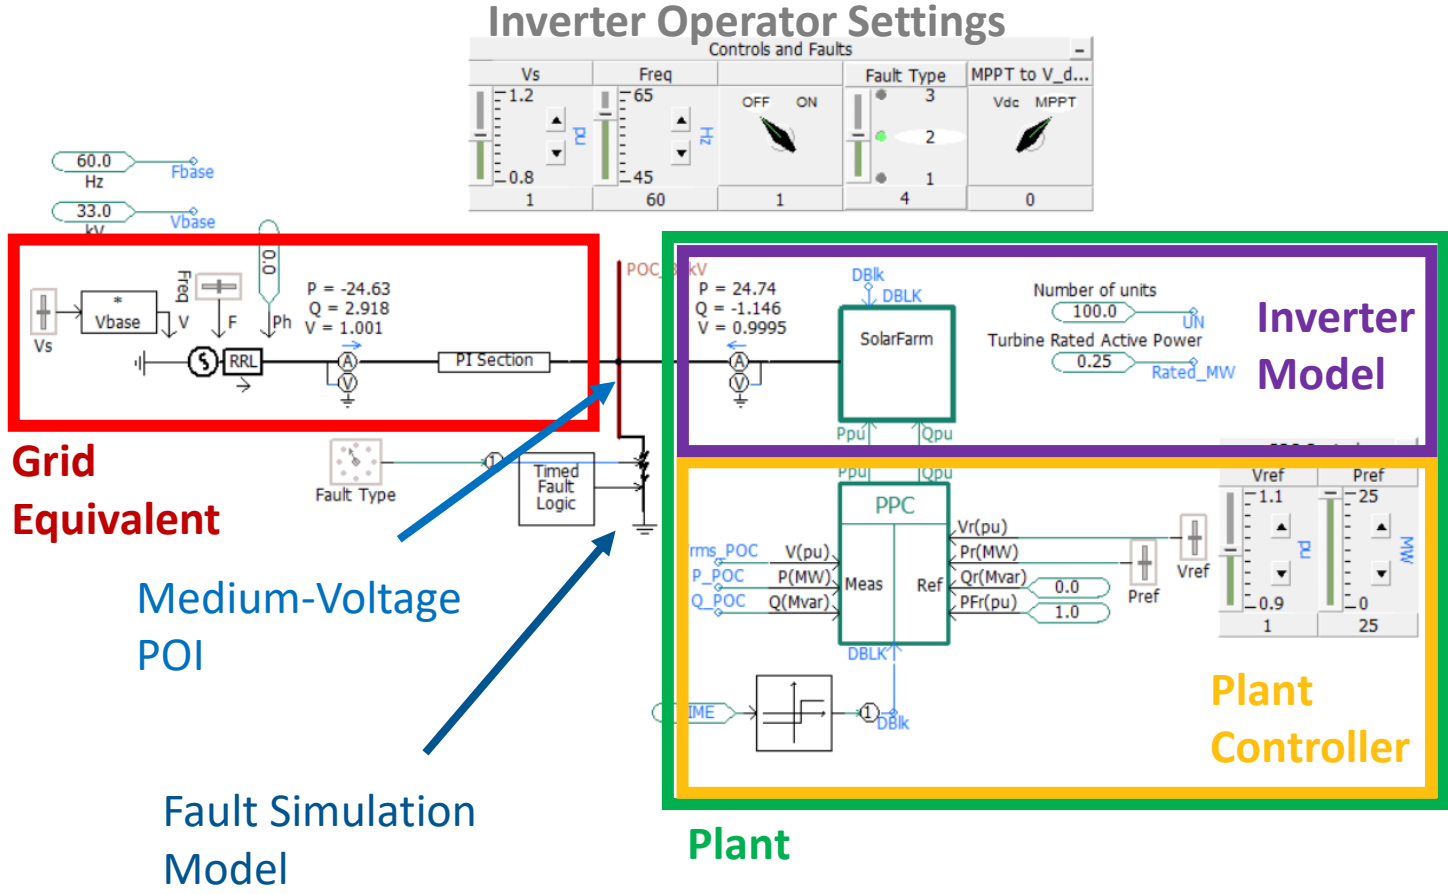 Inverter Operator Settings
Controls and Faults
Vs
Freq
Fault Type
MPPT to V_d...
1.2
0.8
pu
65
45
Hz
OFF ON
3
2
1
Vdc MPPT
1
60
1
4
0
60.0
Hz
Fbase
33.0
kV
Vbase
0.0
Vs
*
Vbase
V
Freq
F
Ph
P = -24.63
Q = 2.918
V = 1.001
RRL
A
V
PI Section
P = 24.74
Q = -1.146
V = 0.9995
A
V
DBlk
DBLK
SolarFarm
Ppu
Qpu
Number of units
100.0
UN
Turbine Rated Active Power
0.25
Rated_MW
Inverter
Model
Grid
Equivalent
Fault Type
1
Timed
Fault
Logic
Medium-Voltage
POI
Fault Simulation
Model
Ppu
Qpu
PPC
Meas
Ref
rms_POC
V(pu)
P_POC
P(MW)
Q_POC
Q(Mvar)
Vr(pu)
Pr(MW)
Qr(Mvar)
0.0
PFr(pu)
1.0
Pref
Vref
DBLK
IME
1
DBlk
Vref
Pref
1.1
0.9
pu
25
0
MW
1
25
Plant
Controller
Plant